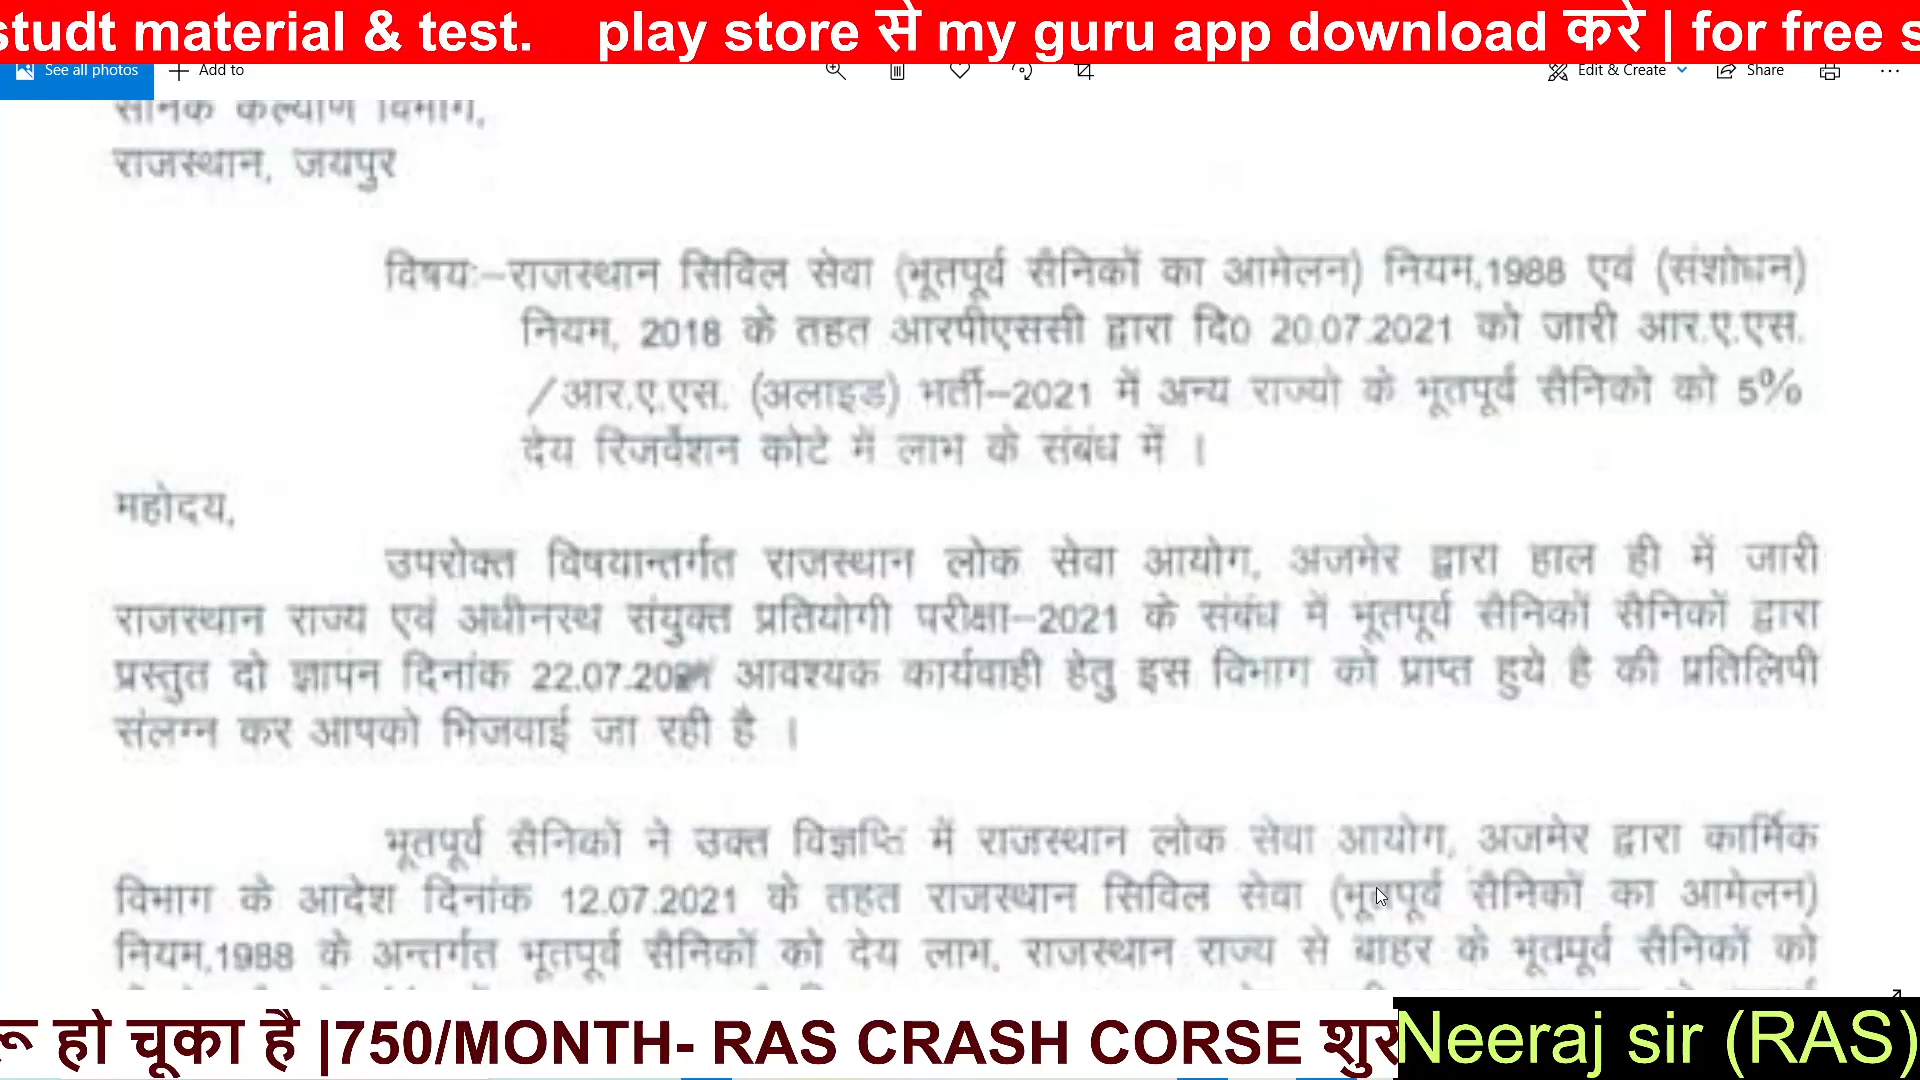 studt material & test. play store से my guru app download करे | for free s
See all photos Add to Edit & Create Share
सैनिक कल्याण विभाग,
राजस्थान, जयपुर
विषयः–राजस्थान सिविल सेवा (भूतपूर्व सैनिकों का आमेलन) नियम,1988 एवं (संशोधन)
नियम, 2018 के तहत आरपीएससी द्वारा दि0 20.07.2021 को जारी आर.ए.एस.
/आर.ए.एस. (अलाइड) भर्ती–2021 में अन्य राज्यो के भूतपूर्व सैनिको को 5%
देय रिजर्वेशन कोटे में लाभ के संबंध में ।
महोदय,
उपरोक्त विषयान्तर्गत राजस्थान लोक सेवा आयोग, अजमेर द्वारा हाल ही में जारी
राजस्थान राज्य एवं अधीनस्थ संयुक्त प्रतियोगी परीक्षा–2021 के संबंध में भूतपूर्व सैनिकों सैनिकों द्वारा
प्रस्तुत दो ज्ञापन दिनांक 22.07.2021 आवश्यक कार्यवाही हेतु इस विभाग को प्राप्त हुये है की प्रतिलिपी
संलग्न कर आपको भिजवाई जा रही है ।
भूतपूर्व सैनिकों ने उक्त विज्ञप्ति में राजस्थान लोक सेवा आयोग, अजमेर द्वारा कार्मिक
विभाग के आदेश दिनांक 12.07.2021 के तहत राजस्थान सिविल सेवा (भूतपूर्व सैनिकों का आमेलन)
नियम,1988 के अन्तर्गत भूतपूर्व सैनिकों को देय लाभ, राजस्थान राज्य से बाहर के भूतपूर्व सैनिकों को
रू हो चूका है |750/MONTH- RAS CRASH CORSE शुर
Neeraj sir (RAS)